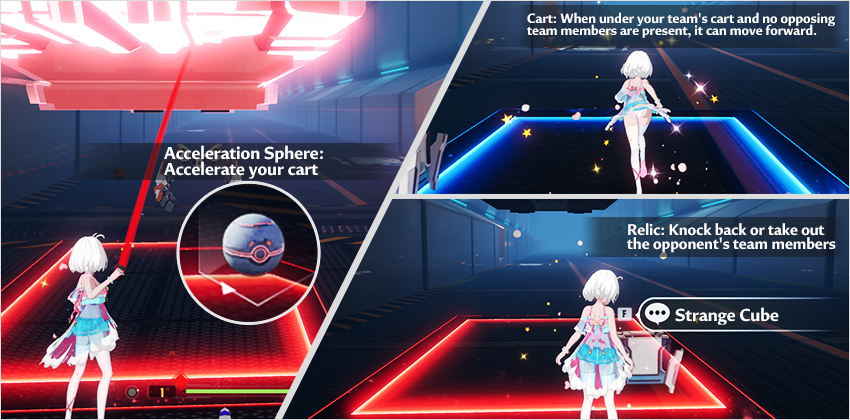 Acceleration Sphere:
Accelerate your cart
1
Cart: When under your team's cart and no opposing
team members are present, it can move forward.
Relic: Knock back or take out
the opponent's team members
F
Strange Cube